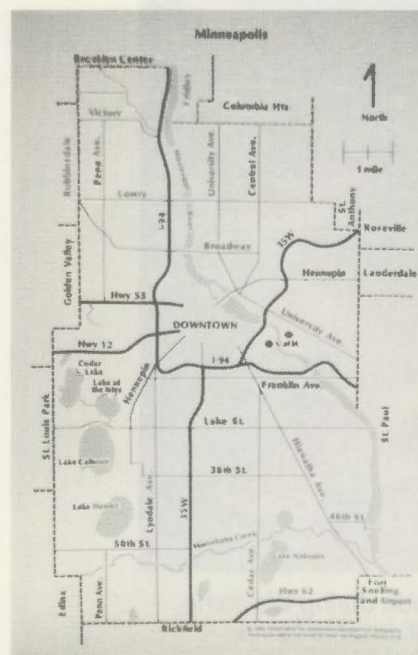 Minneapolis
Brooklyn Center
Fridley
Columbia Hts.
North
1 mile
Victory
Robbinsdale
Penn Ave.
University Ave.
Central Ave.
Lowry
I-94
St. Anthony
Roseville
35W
Broadway
Hennepin
Lauderdale
Golden Valley
Hwy 55
University Ave.
DOWNTOWN
Hwy 12
U of M
Cedar Lake
I-94
Lake of the Isles
Hennepin
Franklin Ave.
St. Louis Park
Lake St.
St. Paul
Lake Calhoun
38th St.
Hiawatha Ave.
Lyndale Ave.
35W
Lake Harriet
46th St.
50th St.
Minnehaha Creek
Cedar Ave.
Lake Nokomis
Edina
Penn Ave.
Hwy 62
Fort Snelling and Airport
Richfield